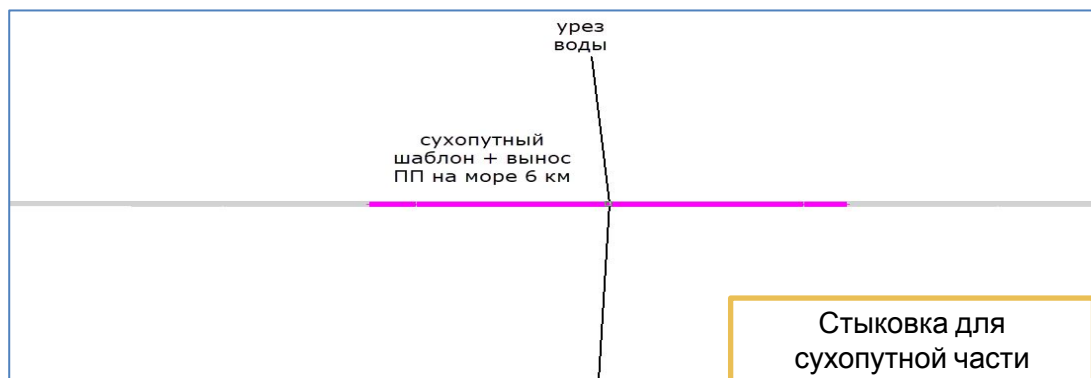 урез
воды
сухопутный
шаблон + вынос
ПП на море 6 км
Стыковка для
сухопутной части